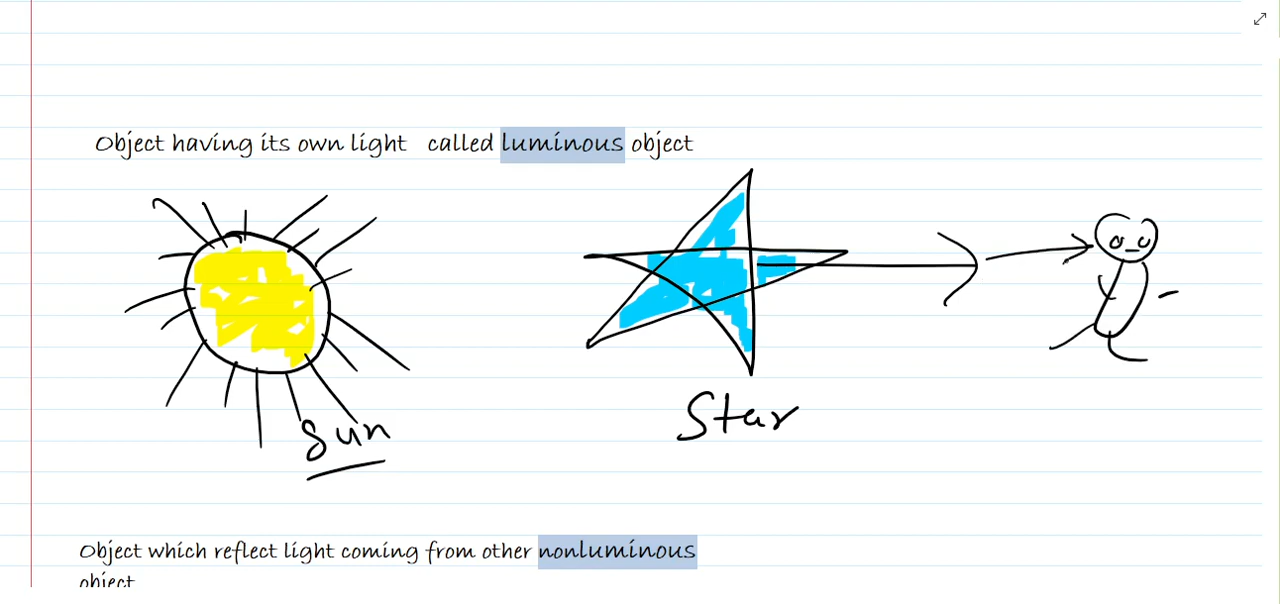 Object having its own light called luminous object
Sun
Star
Object which reflect light coming from other nonluminous
object